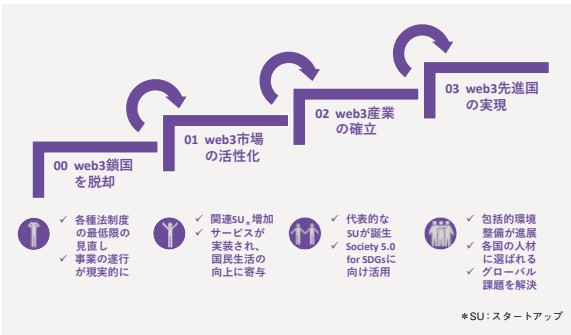 00 web3鎖国
を脱却
01 web3市場
の活性化
02 web3産業
の確立
03 web3先進国
の実現
✓ 各種法制度
の最低限の
見直し
✓ 事業の遂行
が現実的に
✓ 関連SU*増加
✓ サービスが
実装され、
国民生活の
向上に寄与
✓ 代表的な
SUが誕生
✓ Society 5.0
for SDGsに
向け活用
✓ 包括的環境
整備が進展
✓ 各国の人材
に選ばれる
✓ グローバル
課題を解決
*SU:スタートアップ